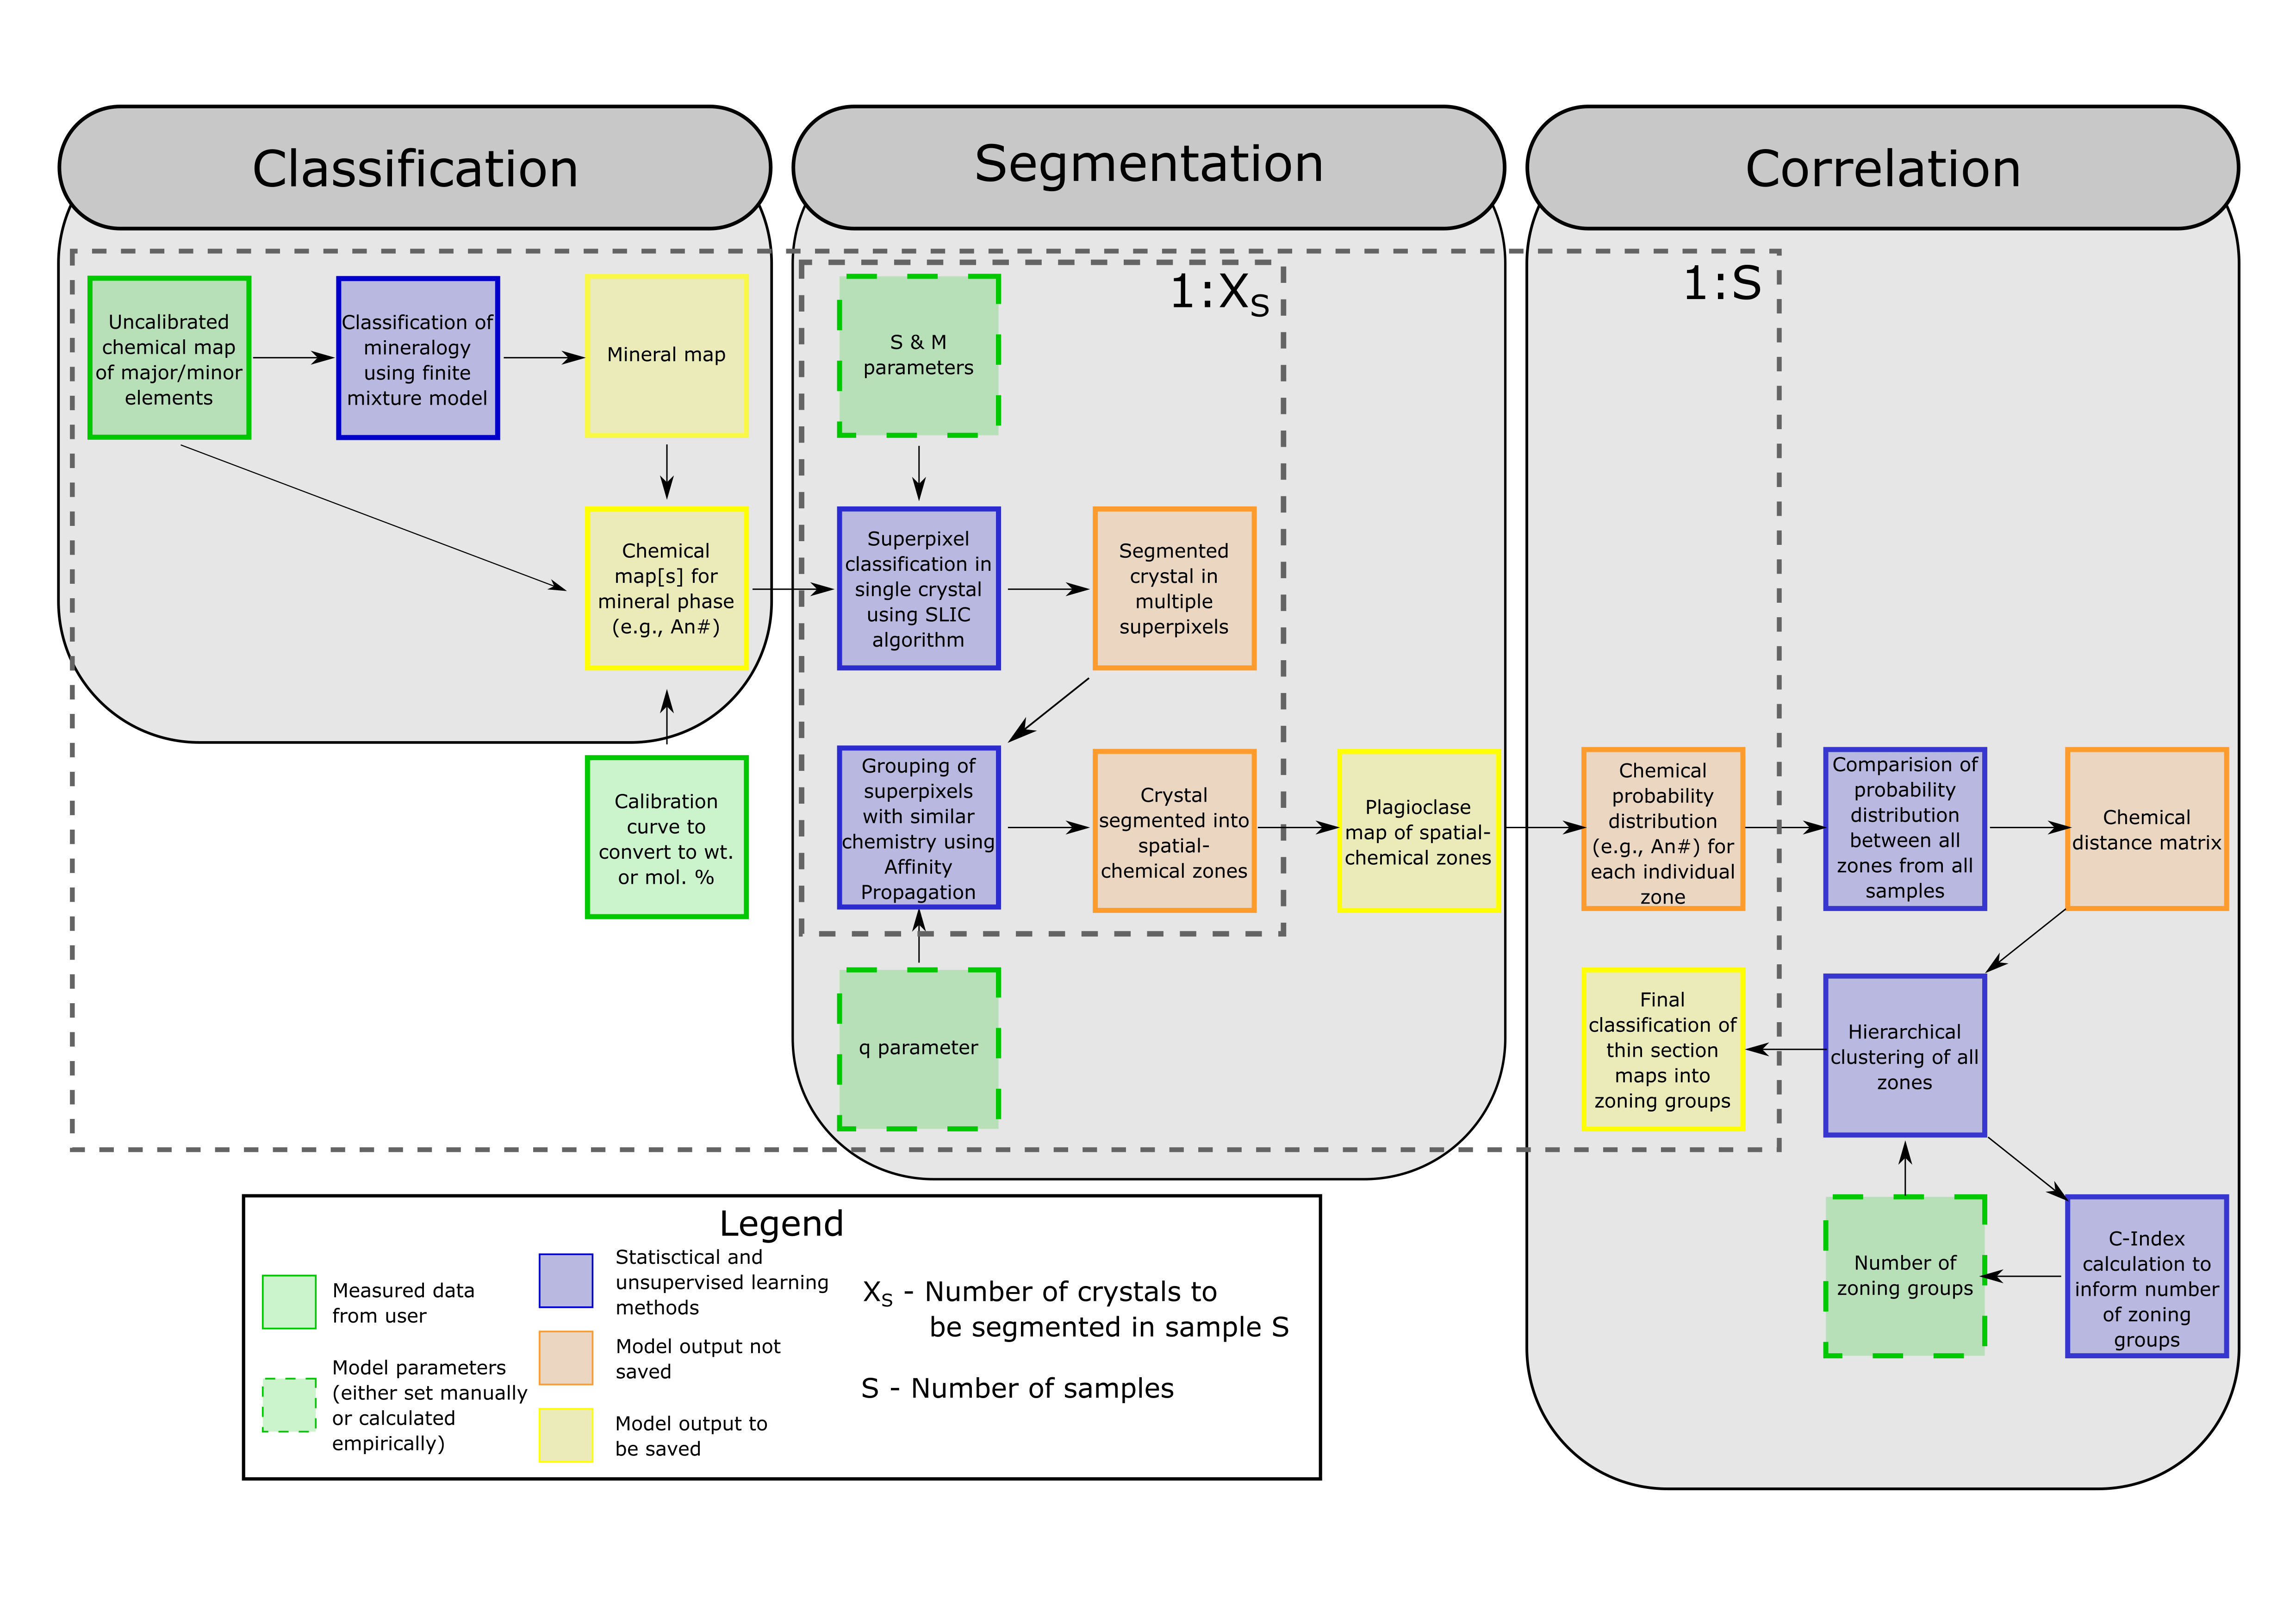 Classification
Segmentation
Correlation
1:XS
1:S
Uncalibrated
chemical map
of major/minor
elements
Classification of
mineralogy
using finite
mixture model
Mineral map
S & M
parameters
Chemical
map[s] for
mineral phase
(e.g., An#)
Superpixel
classification in
single crystal
using SLIC
algorithm
Segmented
crystal in
multiple
superpixels
Calibration
curve to
convert to wt.
or mol. %
Grouping of
superpixels
with similar
chemistry using
Affinity
Propagation
Crystal
segmented into
spatial-
chemical zones
Plagioclase
map of spatial-
chemical zones
Chemical
probability
distribution
(e.g., An#) for
each individual
zone
Comparision of
probability
distribution
between all
zones from all
samples
Chemical
distance matrix
q parameter
Final
classification of
thin section
maps into
zoning groups
Hierarchical
clustering of all
zones
Number of
zoning groups
C-Index
calculation to
inform number
of zoning
groups
Legend
Measured data
from user
Model parameters
(either set manually
or calculated
empirically)
Statisctical and
unsupervised learning
methods
Model output not
saved
Model output to
be saved
XS - Number of crystals to
be segmented in sample S
S - Number of samples